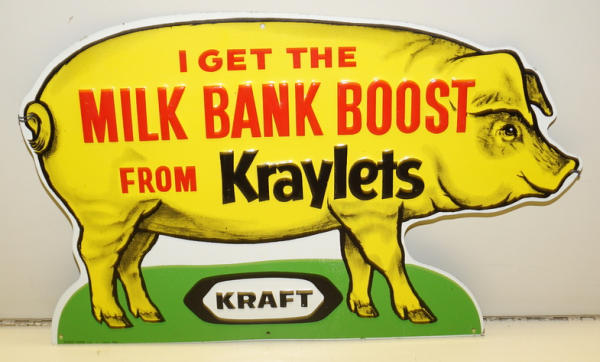 I GET THE
MILK BANK BOOST
FROM Kraylets
KRAFT